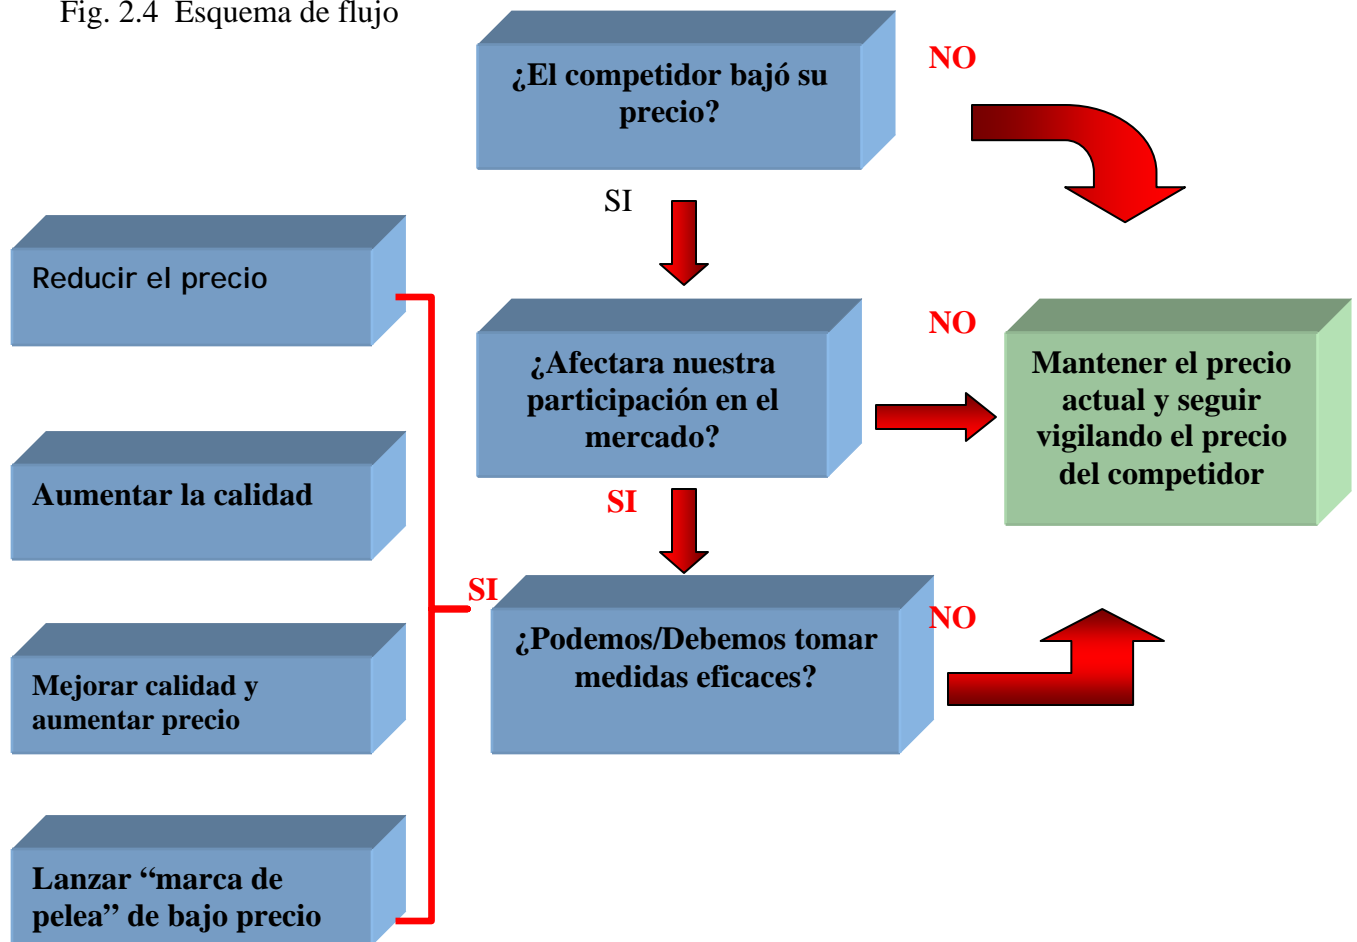 Fig. 2.4  Esquema de flujo
¿El competidor bajó su
precio?
NO
SI
Reducir el precio
¿Afectara nuestra
participación en el
mercado?
NO
Mantener el precio
actual y seguir
vigilando el precio
del competidor
Aumentar la calidad
SI
SI
¿Podemos/Debemos tomar
medidas eficaces?
NO
Mejorar calidad y
aumentar precio
Lanzar “marca de
pelea” de bajo precio